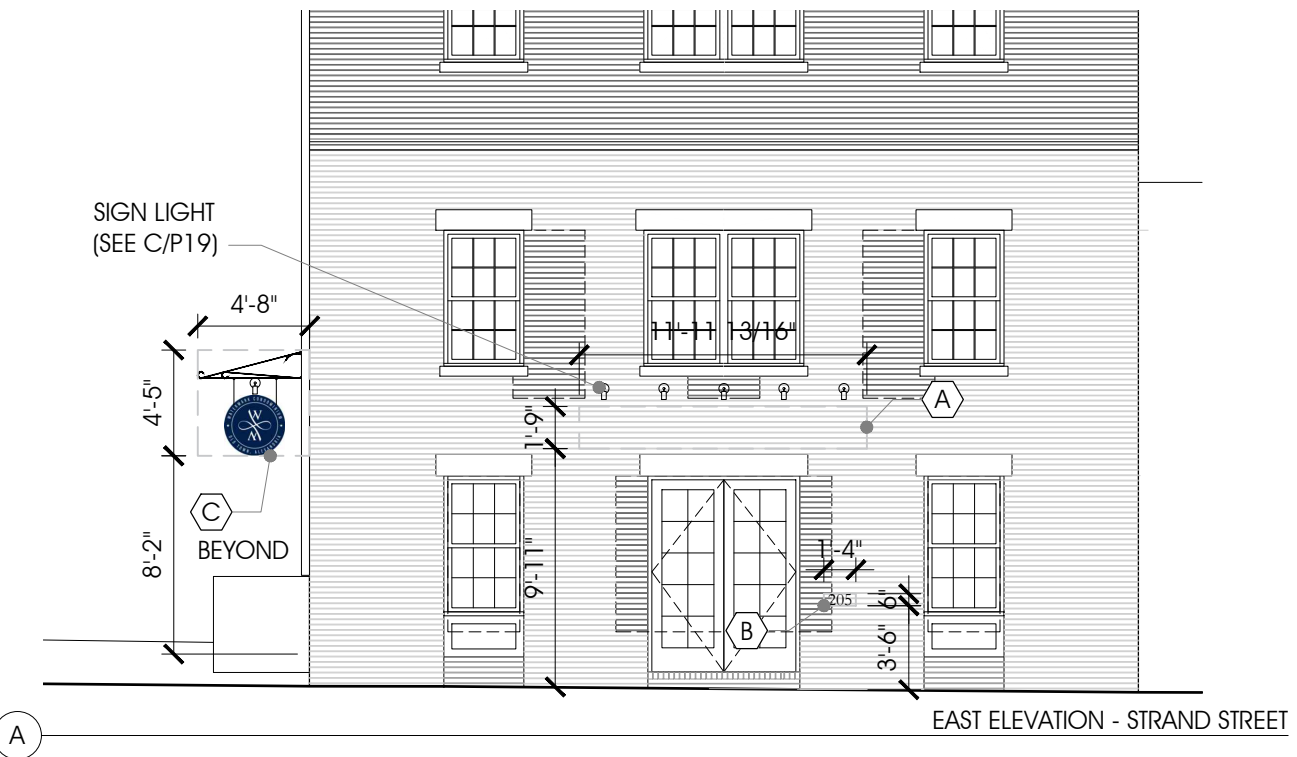 SIGN LIGHT
(SEE C/P19)
4'-8"
11'-11 13/16"
4'-5"
1'-9"
A
W
W
C
BEYOND
8'-2"
9'-11"
1'-4"
205
6"
B
3'-6"
EAST ELEVATION - STRAND STREET
A